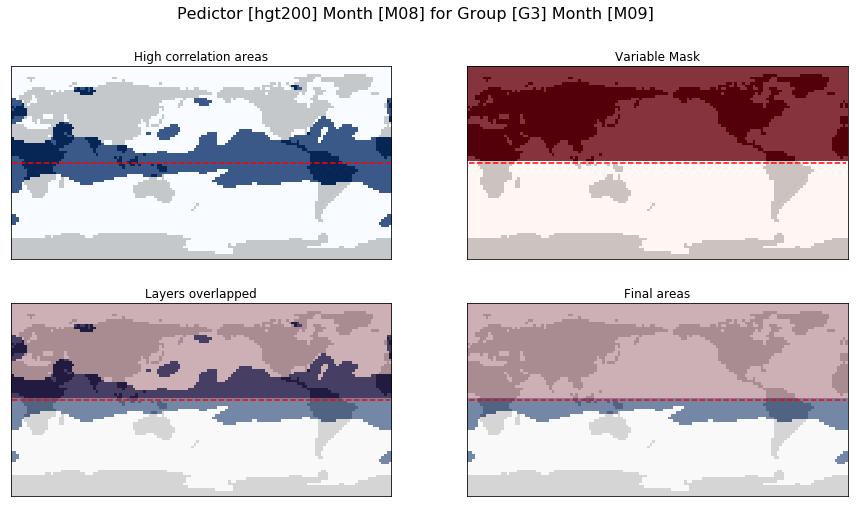 Pedictor [hgt200] Month [M08] for Group [G3] Month [M09]
High correlation areas
Variable Mask
Layers overlapped
Final areas